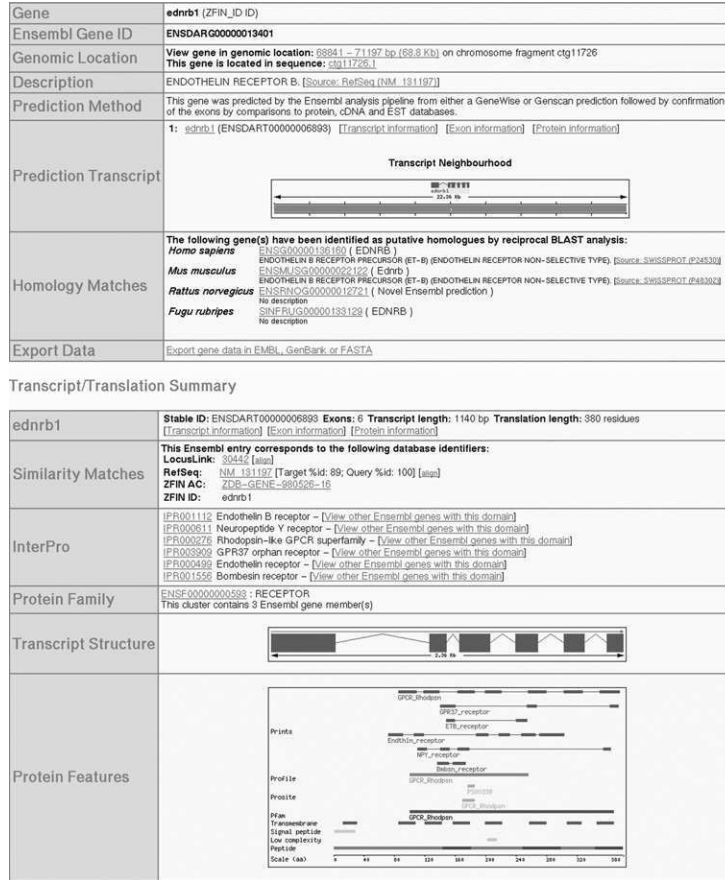 Gene ednrb1 (ZFIN_ID ID)
Ensembl Gene ID ENSDARG00000013401
Genomic Location View gene in genomic location: 68841 - 71197 bp (68.8 Kb) on chromosome fragment ctg11726
This gene is located in sequence: ctg11726.1
Description ENDOTHELIN RECEPTOR B. [Source: RefSeq (NM_131197)]
Prediction Method This gene was predicted by the Ensembl analysis pipeline from either a GeneWise or Genscan prediction followed by confirmation
of the exons by comparisons to protein, cDNA and EST databases.
Prediction Transcript 1: ednrb1 (ENSDART00000006893) [Transcript information] [Exon information] [Protein information]
Transcript Neighbourhood
ednrb1
22.36 Kb
Homology Matches The following gene(s) have been identified as putative homologues by reciprocal BLAST analysis:
Homo sapiens ENSG00000136160 ( EDNRB )
ENDOTHELIN B RECEPTOR PRECURSOR (ET-B) (ENDOTHELIN RECEPTOR NON-SELECTIVE TYPE). [Source: SWISSPROT (P24530)]
Mus musculus ENSMUSG00000022122 ( Ednrb )
ENDOTHELIN B RECEPTOR PRECURSOR (ET-B) (ENDOTHELIN RECEPTOR NON-SELECTIVE TYPE). [Source: SWISSPROT (P48302)]
Rattus norvegicus ENSRNOG00000012721 ( Novel Ensembl prediction )
No description
Fugu rubripes SINFRUG00000133129 ( EDNRB )
No description
Export Data Export gene data in EMBL, GenBank or FASTA
Transcript/Translation Summary
ednrb1 Stable ID: ENSDART00000006893 Exons: 6 Transcript length: 1140 bp Translation length: 380 residues
[Transcript information] [Exon information] [Protein information]
Similarity Matches This Ensembl entry corresponds to the following database identifiers:
LocusLink: 30442 [align]
RefSeq: NM_131197 [Target %id: 89; Query %id: 100] [align]
ZFIN AC: ZDB-GENE-980526-16
ZFIN ID: ednrb1
InterPro IPR001112 Endothelin B receptor - [View other Ensembl genes with this domain]
IPR000611 Neuropeptide Y receptor - [View other Ensembl genes with this domain]
IPR000276 Rhodopsin-like GPCR superfamily - [View other Ensembl genes with this domain]
IPR003909 GPR37 orphan receptor - [View other Ensembl genes with this domain]
IPR000499 Endothelin receptor - [View other Ensembl genes with this domain]
IPR001556 Bombesin receptor - [View other Ensembl genes with this domain]
Protein Family ENSF00000000593 : RECEPTOR
This cluster contains 3 Ensembl gene member(s)
Transcript Structure
2.36 Kb
Protein Features
GPCR_Rhodpsn
GPR37_receptor
ETB_receptor
Prints
Endthln_receptor
NPY_receptor
Bmbsn_receptor
Profile GPCR_Rhodpsn
Prosite
GPCR_Rhodpsn
Pfam GPCR_Rhodpsn
Transmembrane
Signal peptide
Low complexity
Peptide
Scale (aa) 0 40 80 120 160 200 240 280 320 360